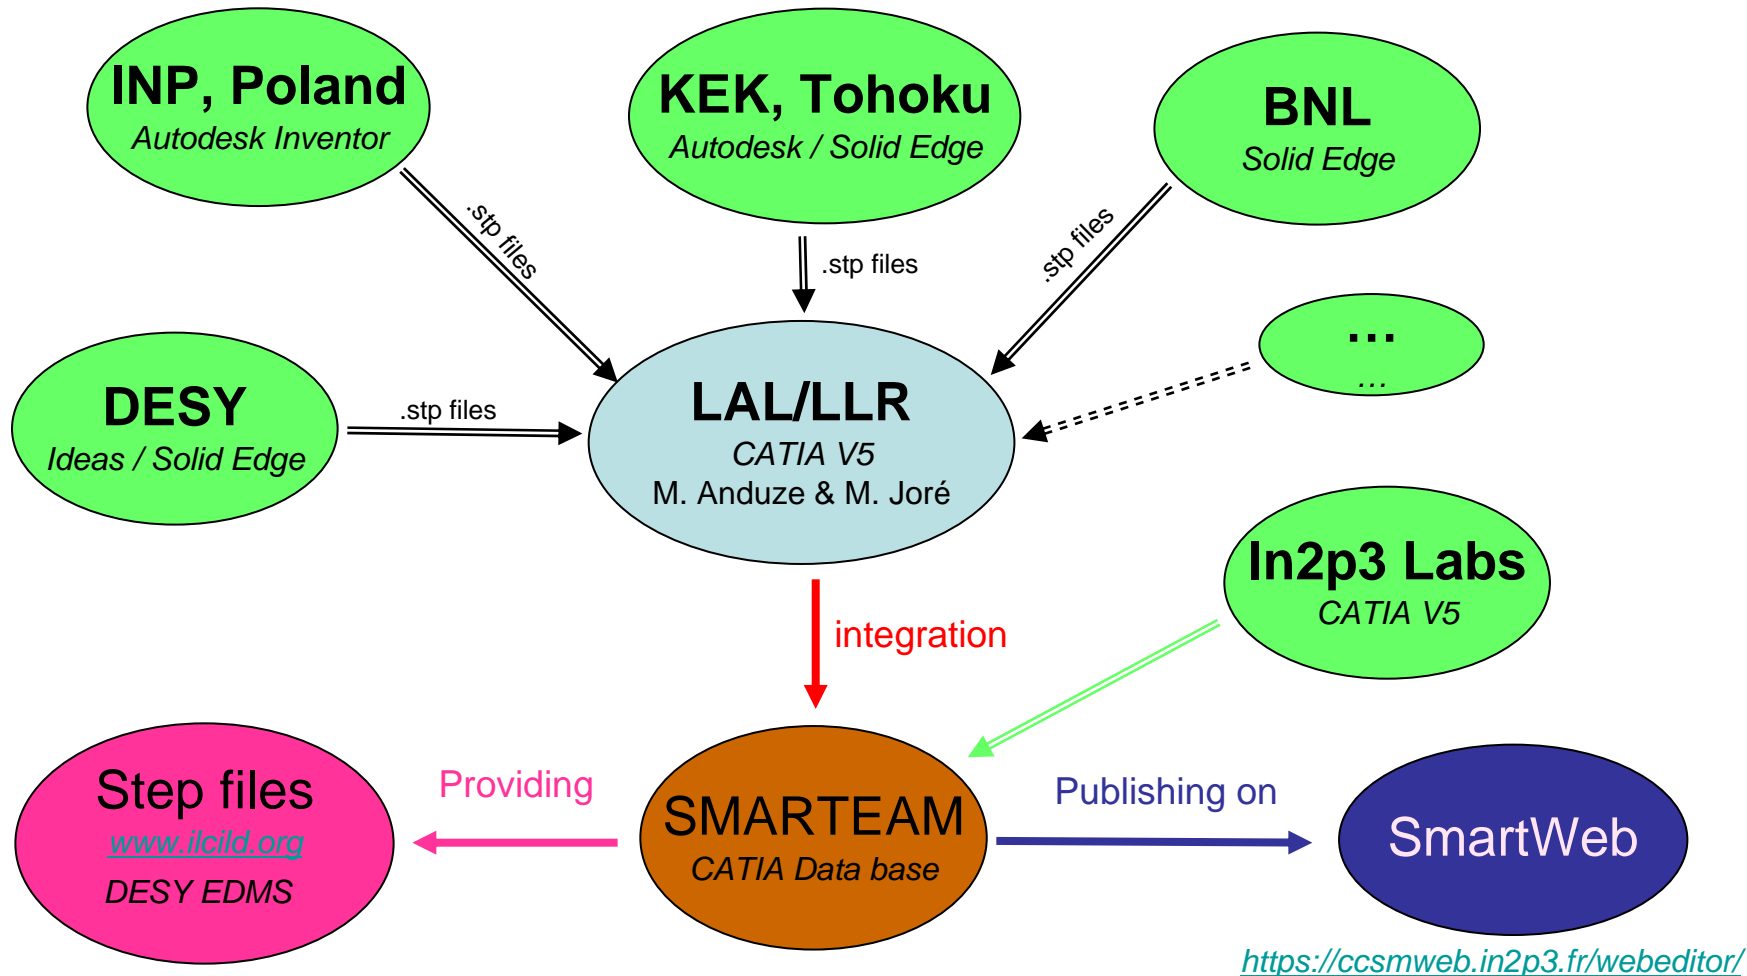 INP, Poland
Autodesk Inventor
KEK, Tohoku
Autodesk / Solid Edge
BNL
Solid Edge
.stp files
.stp files
.stp files
...
...
DESY
Ideas / Solid Edge
.stp files
LAL/LLR
CATIA V5
M. Anduze & M. Joré
In2p3 Labs
CATIA V5
integration
Step files
www.ilcild.org
DESY EDMS
Providing
SMARTEAM
CATIA Data base
Publishing on
SmartWeb
https://ccsmweb.in2p3.fr/webeditor/